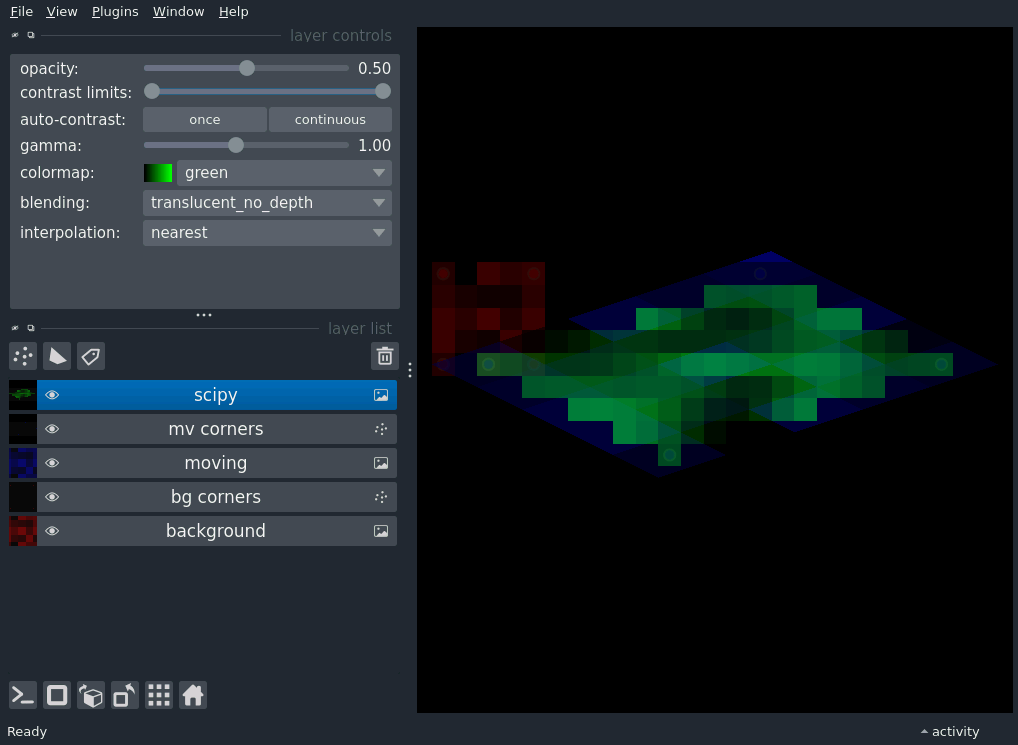 File View Plugins Window Help
layer controls
opacity: 0.50
contrast limits:
auto-contrast: once continuous
gamma: 1.00
colormap: green
blending: translucent_no_depth
interpolation: nearest
layer list
scipy
mv corners
moving
bg corners
background
Ready activity